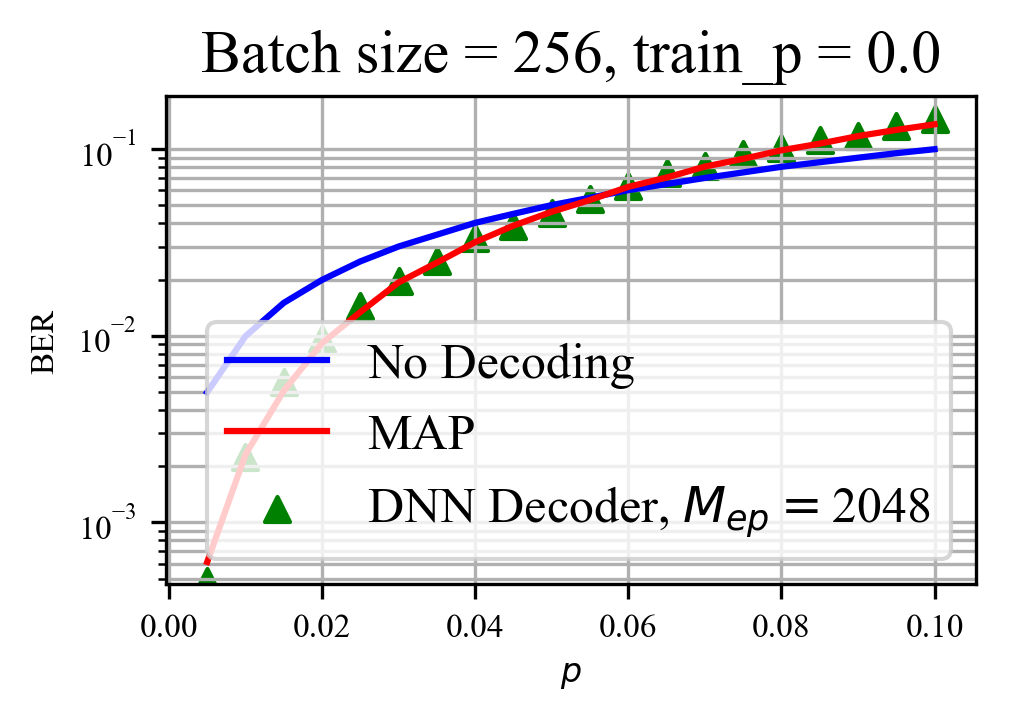 Batch size = 256, train_p = 0.0
BER
10⁻¹
10⁻²
10⁻³
No Decoding
MAP
DNN Decoder, M_ep = 2048
0.00 0.02 0.04 0.06 0.08 0.10
p